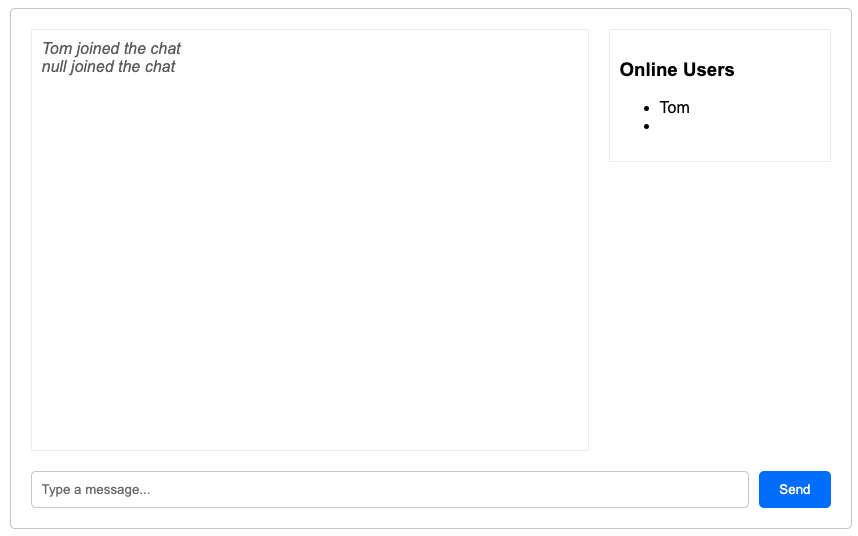 Tom joined the chat
null joined the chat
Online Users
Tom
Type a message...
Send